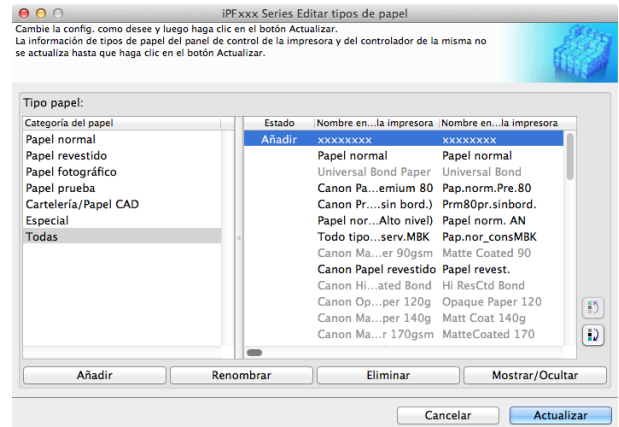 iPFxxx Series Editar tipos de papel
Cambie la config. como desee y luego haga clic en el botón Actualizar.
La información de tipos de papel del panel de control de la impresora y del controlador de la misma no
se actualiza hasta que haga clic en el botón Actualizar.
Tipo papel:
Categoría del papel
Papel normal
Papel revestido
Papel fotográfico
Papel prueba
Cartelería/Papel CAD
Especial
Todas
Estado Nombre en...la impresora Nombre en...la impresora
Añadir xxxxxxxx xxxxxxxx
Papel normal Papel normal
Universal Bond Paper Universal Bond
Canon Pa...emium 80 Pap.norm.Pre.80
Canon Pr....sin bord.) Prm80pr.sinbord.
Papel nor...Alto nivel) Papel norm. AN
Todo tipo...serv.MBK Pap.nor_consMBK
Canon Ma...er 90gsm Matte Coated 90
Canon Papel revestido Papel revest.
Canon Hi...ated Bond Hi ResCtd Bond
Canon Op...per 120g Opaque Paper 120
Canon Ma...per 140g Matt Coat 140g
Canon Ma...r 170gsm MatteCoated 170
Añadir Renombrar Eliminar Mostrar/Ocultar
Cancelar Actualizar